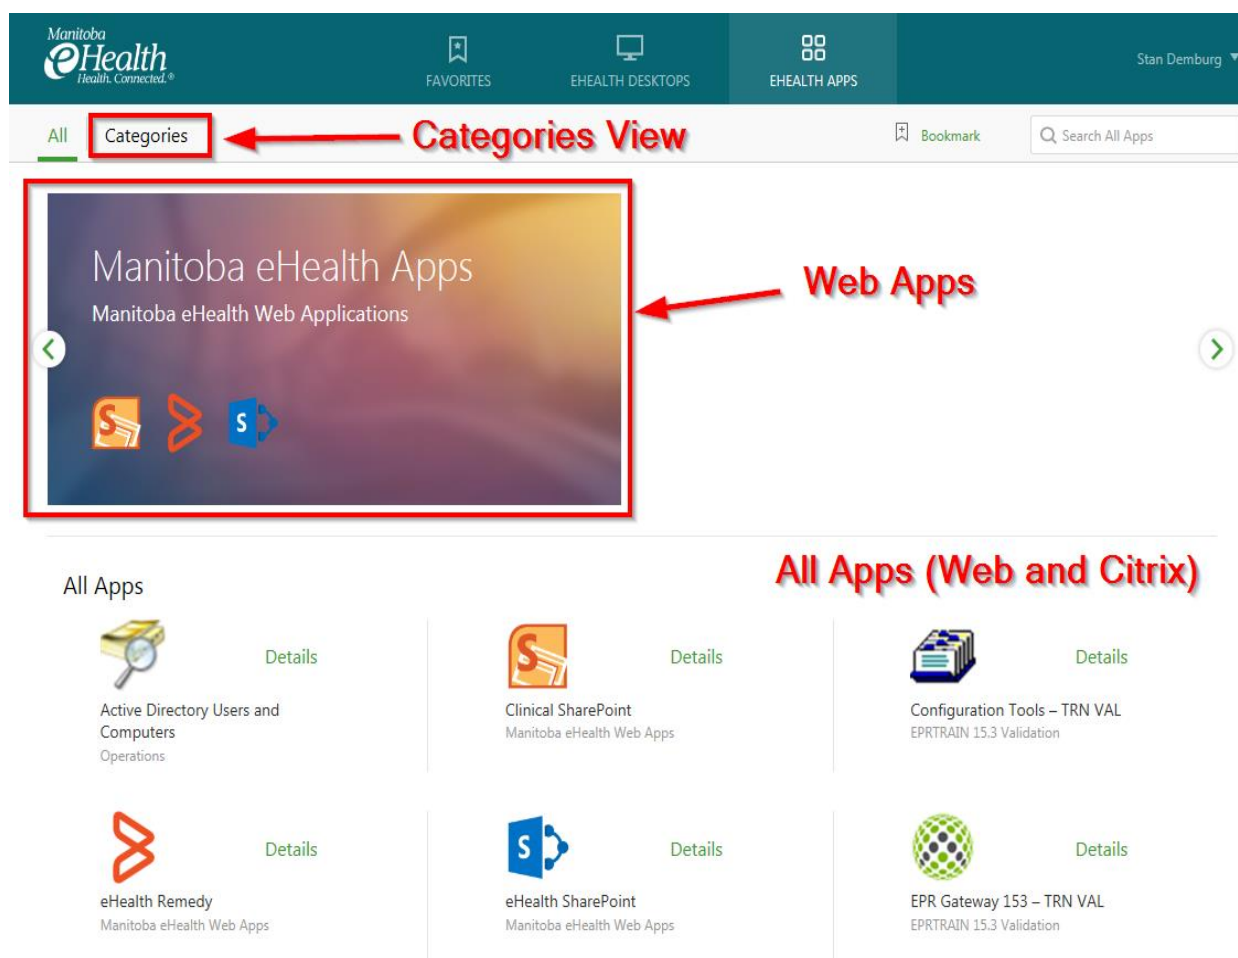 Manitoba
eHealth
Health. Connected.®
FAVORITES
EHEALTH DESKTOPS
EHEALTH APPS
Stan Demburg
All
Categories
Categories View
Bookmark
Search All Apps
Manitoba eHealth Apps
Manitoba eHealth Web Applications
Web Apps
S
S
All Apps (Web and Citrix)
All Apps
Details
S
Details
Details
Active Directory Users and
Computers
Operations
Clinical SharePoint
Manitoba eHealth Web Apps
Configuration Tools – TRN VAL
EPRTRAIN 15.3 Validation
Details
S
Details
Details
eHealth Remedy
Manitoba eHealth Web Apps
eHealth SharePoint
Manitoba eHealth Web Apps
EPR Gateway 153 – TRN VAL
EPRTRAIN 15.3 Validation